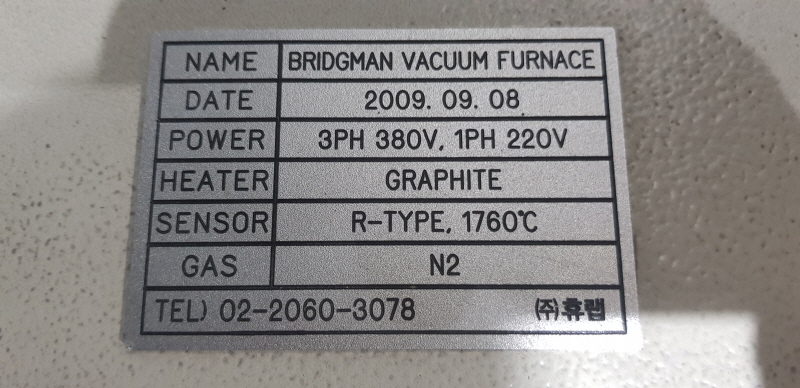 NAME BRIDGMAN VACUUM FURNACE
DATE 2009. 09. 08
POWER 3PH 380V, 1PH 220V
HEATER GRAPHITE
SENSOR R-TYPE, 1760℃
GAS N2
TEL) 02-2060-3078 ㈜휴랩